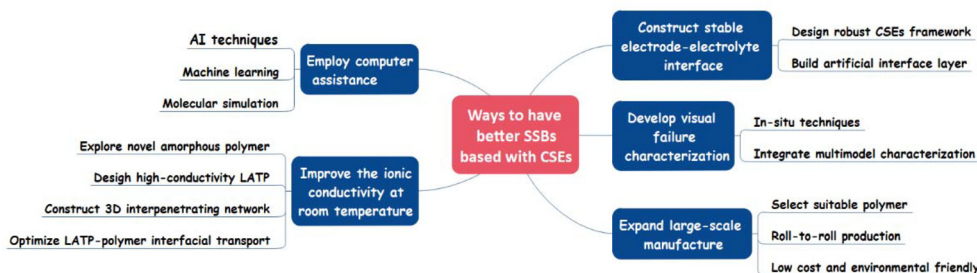 AI techniques
Machine learning
Molecular simulation
Employ computer
assistance
Explore novel amorphous polymer
Desigh high-conductivity LATP
Construct 3D interpenetrating network
Optimize LATP-polymer interfacial transport
Improve the ionic
conductivity at
room temperature
Ways to have
better SSBs
based with CSEs
Construct stable
electrode-electrolyte
interface
Design robust CSEs framework
Build artificial interface layer
Develop visual
failure
characterization
In-situ techniques
Integrate multimodel characterization
Expand large-scale
manufacture
Select suitable polymer
Roll-to-roll production
Low cost and environmental friendly